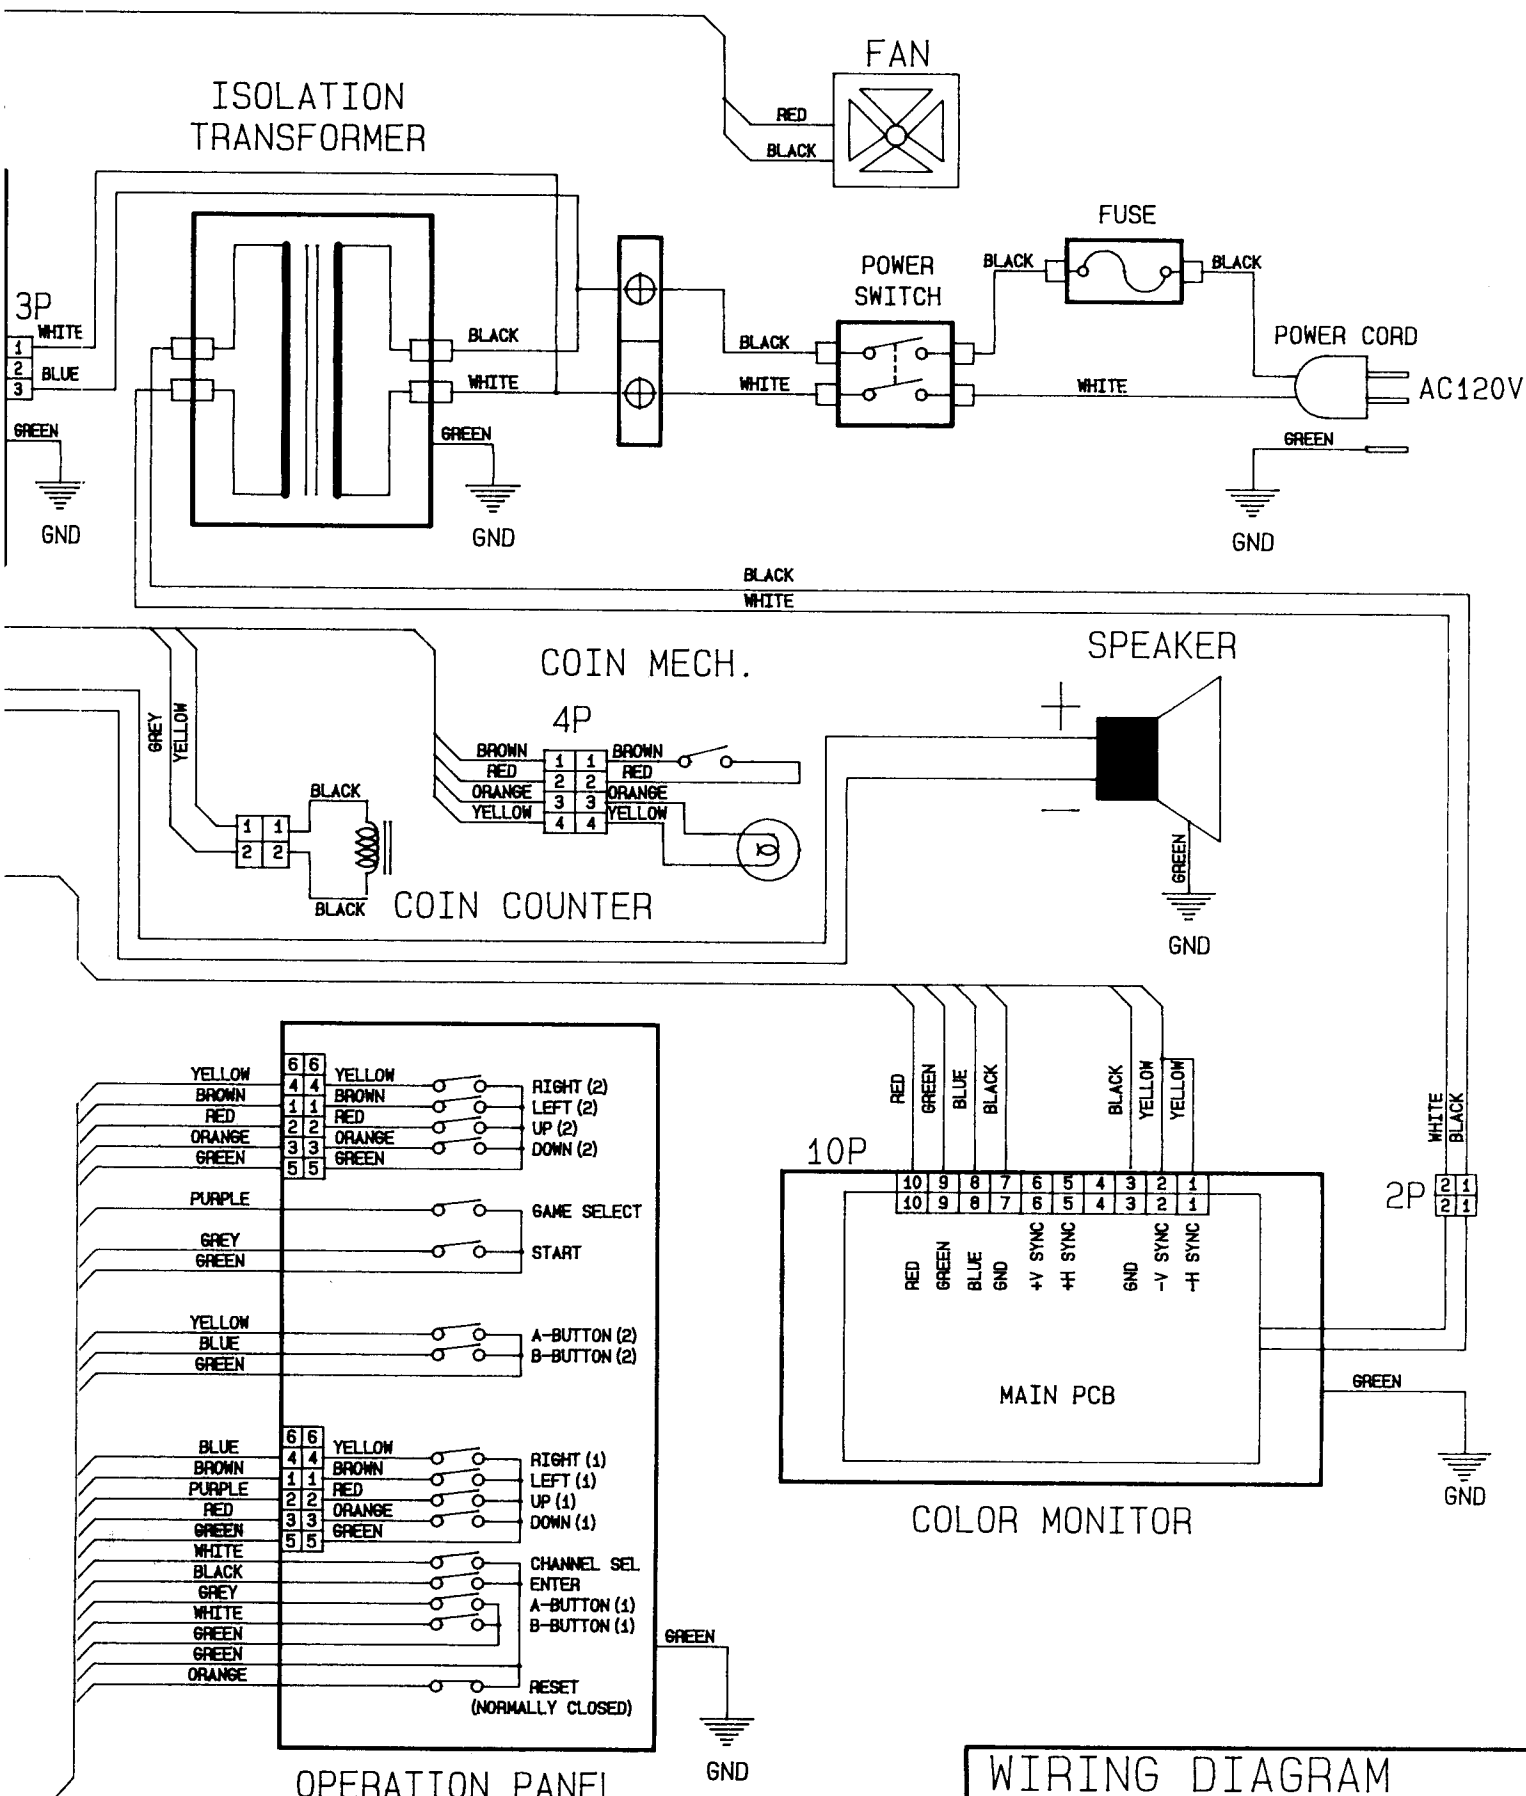 FAN
ISOLATION
TRANSFORMER
RED
BLACK
FUSE
BLACK
BLACK
POWER
SWITCH
3P
WHITE
1
2
BLUE
3
BLACK
WHITE
BLACK
WHITE
WHITE
POWER CORD
AC120V
GREEN
GND
GREEN
GND
GREEN
GND
BLACK
WHITE
COIN MECH.
SPEAKER
+
-
GREY
YELLOW
4P
BROWN 1 1 BROWN
RED 2 2 RED
ORANGE 3 3 ORANGE
YELLOW 4 4 YELLOW
BLACK
1 1
2 2
BLACK
COIN COUNTER
GREEN
GND
6 6
YELLOW 4 4 YELLOW RIGHT(2)
BROWN 1 1 BROWN LEFT(2)
RED 2 2 RED UP(2)
ORANGE 3 3 ORANGE DOWN(2)
GREEN 5 5 GREEN
PURPLE GAME SELECT
GREY START
GREEN
YELLOW A-BUTTON(2)
BLUE B-BUTTON(2)
GREEN
6 6
BLUE 4 4 YELLOW RIGHT(1)
BROWN 1 1 BROWN LEFT(1)
PURPLE 2 2 RED UP(1)
RED 3 3 ORANGE DOWN(1)
GREEN 5 5 GREEN
WHITE CHANNEL SEL
BLACK ENTER
GREY A-BUTTON(1)
WHITE B-BUTTON(1)
GREEN
GREEN
ORANGE RESET
(NORMALLY CLOSED)
GREEN
GND
OPERATION PANEL
RED GREEN BLUE BLACK BLACK YELLOW YELLOW
10P
10 9 8 7 6 5 4 3 2 1
10 9 8 7 6 5 4 3 2 1
RED GREEN BLUE GND +V SYNC +H SYNC GND -V SYNC -H SYNC
MAIN PCB
COLOR MONITOR
WHITE
BLACK
2P
2 1
2 1
GREEN
GND
WIRING DIAGRAM